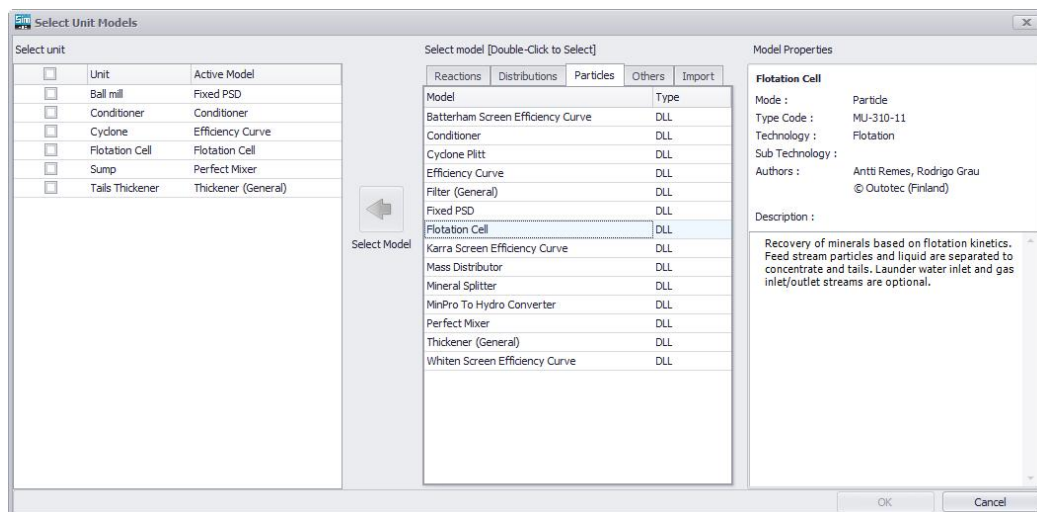 Sim
Select Unit Models
Select unit
Unit Active Model
Ball mill Fixed PSD
Conditioner Conditioner
Cyclone Efficiency Curve
Flotation Cell Flotation Cell
Sump Perfect Mixer
Tails Thickener Thickener (General)
Select Model
Select model [Double-Click to Select]
Reactions Distributions Particles Others Import
Model Type
Batterham Screen Efficiency Curve DLL
Conditioner DLL
Cyclone Plitt DLL
Efficiency Curve DLL
Filter (General) DLL
Fixed PSD DLL
Flotation Cell DLL
Karra Screen Efficiency Curve DLL
Mass Distributor DLL
Mineral Splitter DLL
MinPro To Hydro Converter DLL
Perfect Mixer DLL
Thickener (General) DLL
Whiten Screen Efficiency Curve DLL
Model Properties
Flotation Cell
Mode : Particle
Type Code : MU-310-11
Technology : Flotation
Sub Technology :
Authors : Antti Remes, Rodrigo Grau
© Outotec (Finland)
Description :
Recovery of minerals based on flotation kinetics.
Feed stream particles and liquid are separated to
concentrate and tails. Launder water inlet and gas
inlet/outlet streams are optional.
OK Cancel